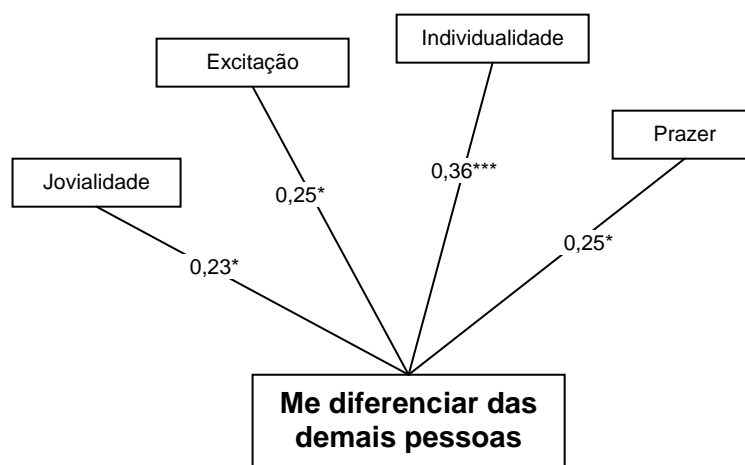 Individualidade
Excitação
Prazer
Jovialidade
0,36***
0,25*
0,25*
0,23*
Me diferenciar das
demais pessoas